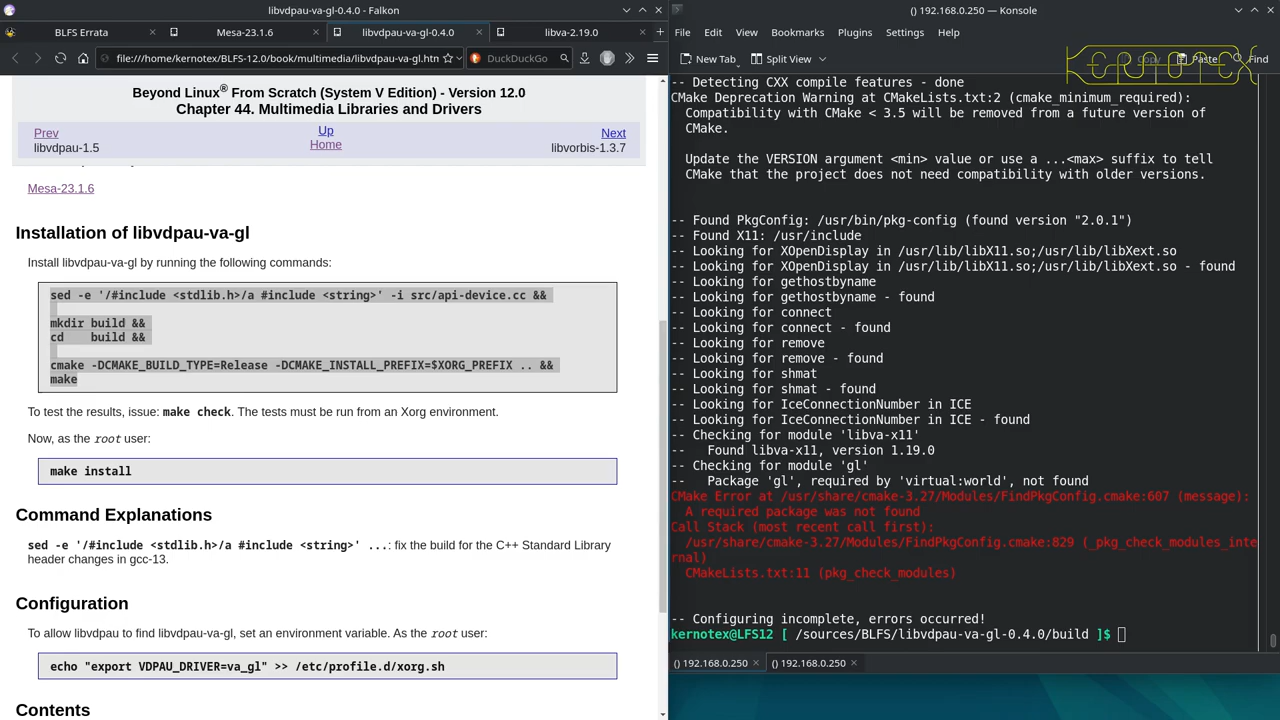 libvdpau-va-gl-0.4.0 - Falkon
BLFS Errata
Mesa-23.1.6
libvdpau-va-gl-0.4.0
libva-2.19.0
file:///home/kernotex/BLFS-12.0/book/multimedia/libvdpau-va-gl.htm
DuckDuckGo
Beyond Linux® From Scratch (System V Edition) - Version 12.0
Chapter 44. Multimedia Libraries and Drivers
Prev
Up
Next
libvdpau-1.5
Home
libvorbis-1.3.7
Mesa-23.1.6
Installation of libvdpau-va-gl
Install libvdpau-va-gl by running the following commands:
sed -e '/#include <stdlib.h>/a #include <string>' -i src/api-device.cc &&
mkdir build &&
cd    build &&
cmake -DCMAKE_BUILD_TYPE=Release -DCMAKE_INSTALL_PREFIX=$XORG_PREFIX .. &&
make
To test the results, issue: make check. The tests must be run from an Xorg environment.
Now, as the root user:
make install
Command Explanations
sed -e '/#include <stdlib.h>/a #include <string>' ...: fix the build for the C++ Standard Library
header changes in gcc-13.
Configuration
To allow libvdpau to find libvdpau-va-gl, set an environment variable. As the root user:
echo "export VDPAU_DRIVER=va_gl" >> /etc/profile.d/xorg.sh
Contents
() 192.168.0.250 — Konsole
File Edit View Bookmarks Plugins Settings Help
New Tab Split View Copy Paste Find
KERNOTEX
-- Detecting CXX compile features - done
CMake Deprecation Warning at CMakeLists.txt:2 (cmake_minimum_required):
  Compatibility with CMake < 3.5 will be removed from a future version of
  CMake.
  Update the VERSION argument <min> value or use a ...<max> suffix to tell
  CMake that the project does not need compatibility with older versions.
-- Found PkgConfig: /usr/bin/pkg-config (found version "2.0.1")
-- Found X11: /usr/include
-- Looking for XOpenDisplay in /usr/lib/libX11.so;/usr/lib/libXext.so
-- Looking for XOpenDisplay in /usr/lib/libX11.so;/usr/lib/libXext.so - found
-- Looking for gethostbyname
-- Looking for gethostbyname - found
-- Looking for connect
-- Looking for connect - found
-- Looking for remove
-- Looking for remove - found
-- Looking for shmat
-- Looking for shmat - found
-- Looking for IceConnectionNumber in ICE
-- Looking for IceConnectionNumber in ICE - found
-- Checking for module 'libva-x11'
--   Found libva-x11, version 1.19.0
-- Checking for module 'gl'
--   Package 'gl', required by 'virtual:world', not found
CMake Error at /usr/share/cmake-3.27/Modules/FindPkgConfig.cmake:607 (message):
  A required package was not found
Call Stack (most recent call first):
  /usr/share/cmake-3.27/Modules/FindPkgConfig.cmake:829 (_pkg_check_modules_inte
rnal)
  CMakeLists.txt:11 (pkg_check_modules)
-- Configuring incomplete, errors occurred!
kernotex@LFS12 [ /sources/BLFS/libvdpau-va-gl-0.4.0/build ]$
() 192.168.0.250
() 192.168.0.250